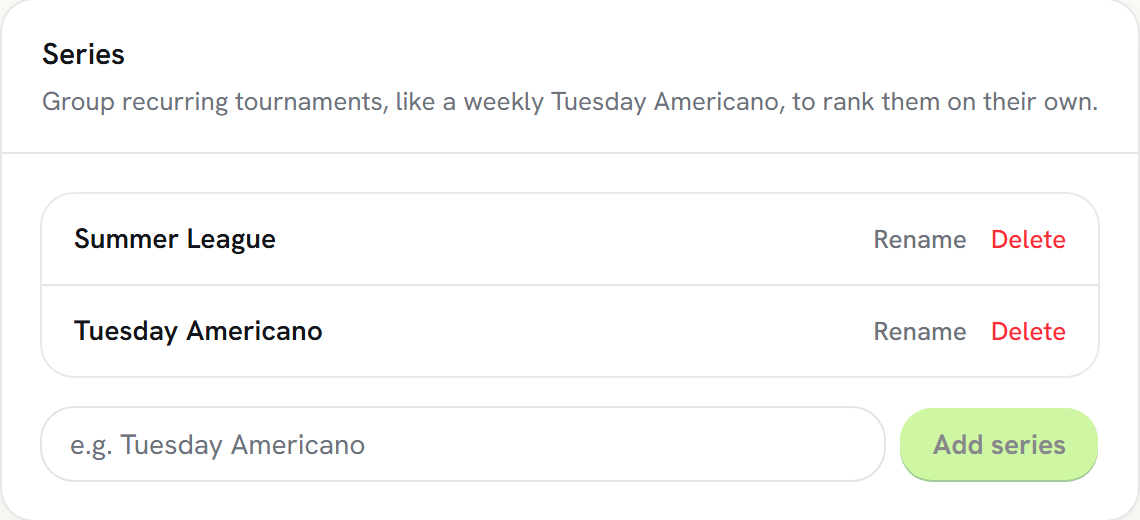 Series
Group recurring tournaments, like a weekly Tuesday Americano, to rank them on their own.
Summer League Rename Delete
Tuesday Americano Rename Delete
e.g. Tuesday Americano Add series